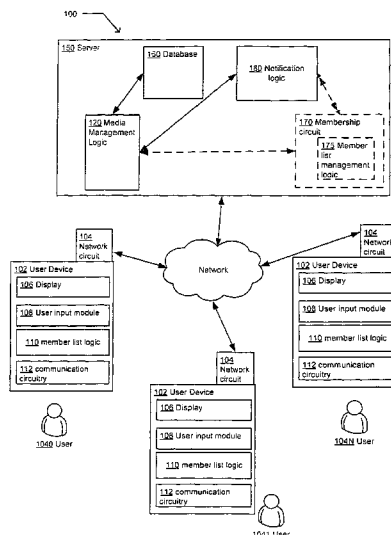 100
150 Server
160 Database
180 Notification
logic
120 Media
Management
Logic
170 Membership
circuit
175 Member
list
management
logic
Network
104
Network
circuit
102 User Device
106 Display
108 User input module
110 member list logic
112 communication
circuitry
1040 User
104
Network
circuit
102 User Device
106 Display
108 User input module
110 member list logic
112 communication
circuitry
1041 User
104
Network
circuit
102 User Device
106 Display
108 User input module
110 member list logic
112 communication
circuitry
104N User